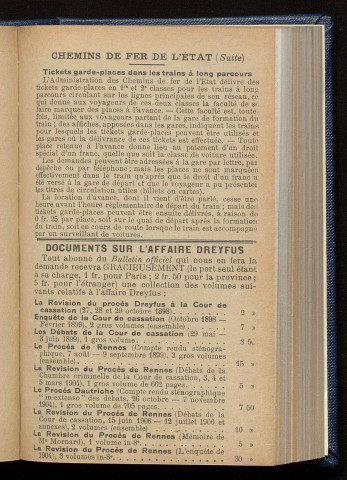 CHEMINS DE FER DE L'ÉTAT (Suite)
Tickets garde-places dans les trains à long parcours
L'Administration des Chemins de fer de l'Etat délivre des
tickets garde-places en 1re et 2e classes pour les trains à long
parcours circulant sur les lignes principales de son réseau, ce
qui donne aux voyageurs de ces deux classes la faculté de se
faire marquer des places à l'avance. — Cette faculté est, toute-
fois, limitée aux voyageurs partant de la gare de formation du
train ; des affiches, apposées dans les gares, indiquent les trains
pour lesquels les tickets garde-places peuvent être utilisés et
les gares où la délivrance de ces tickets est effectuée. — Toute
place retenue à l'avance donne lieu au paiement d'un droit
spécial d'un franc, quelle que soit la classe de voiture utilisée.
Les demandes peuvent être adressées à la gare par lettre, par
dépêche ou par téléphone ; mais les places ne sont marquées
effectivement dans le train qu'après que le droit d'un franc a
été versé à la gare de départ et que le voyageur a pu présenter
les titres de circulation utiles (billets ou cartes).
La location d'avance, dont il vient d'être parlé, cesse une
heure avant l'heure réglementaire de départ du train ; mais des
tickets garde-places peuvent être ensuite délivrés, à raison de
0 fr. 25 par place, soit sur le quai de départ après la formation
du train, soit en cours de route lorsque le train est accompagné
par un surveillant de voitures.
DOCUMENTS SUR L'AFFAIRE DREYFUS
Tout abonné du Bulletin officiel qui nous en fera la
demande recevra GRACIEUSEMENT (le port seul étant
à sa charge, 1 fr. pour Paris ; 2 fr. 50 pour la province ;
5 fr. pour l'étranger) une collection des volumes sui-
vants relatifs à l'affaire Dreyfus :
La Revision du procès Dreyfus à la Cour de
cassation (27, 28 et 29 octobre 1898) 2 »
Enquête de la Cour de cassation (Octobre 1898 —
Février 1899), 2 gros volumes (ensemble) 7 »
Les Débats de la Cour de cassation (29 mai —
3 juin 1899), 1 gros volume 3 5
Le Procès de Rennes (Compte rendu sténogra-
phique, 7 août — 9 septembre 1899), 3 gros volumes
(ensemble) 15 »
La Revision du Procès de Rennes (Débats de la
Chambre criminelle de la Cour de cassation, 3, 4 et
5 mars 1904), 1 gros volume de 602 pages 5 »
Le Procès Dautriche (Compte rendu sténographique
"in-extenso" des débats, 26 octobre — 7 novembre
1904), 1 gros volume de 705 pages 7 50
La Revision du Procès de Rennes (Débats de la
Cour de cassation, 15 juin 1906 — 12 juillet 1906 et
annexes), 2 volumes (ensemble) 10 »
La Revision du Procès de Rennes (Mémoire de
Me Mornard), 1 volume in-8° 5 »
La Revision du Procès de Rennes (L'enquête de
1904), 3 volumes in-8° 30 »